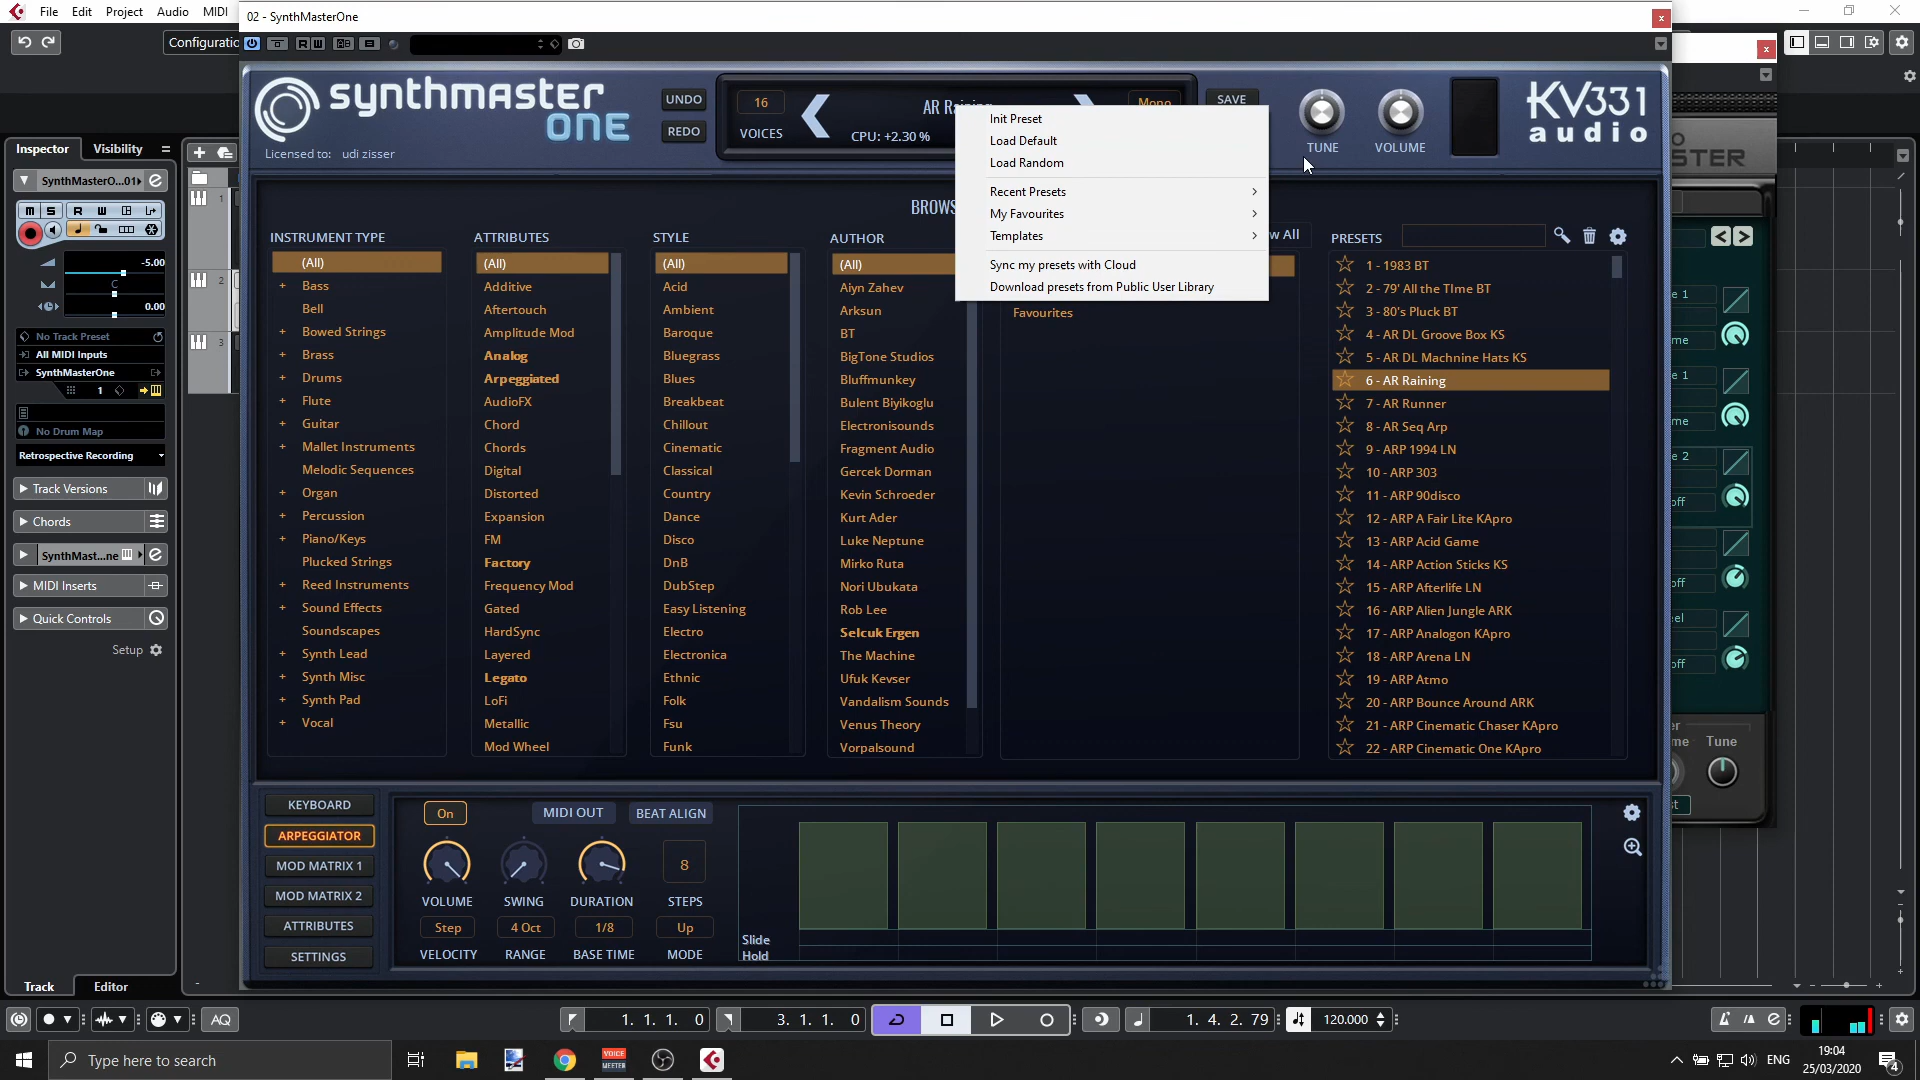 File Edit Project Audio MIDI
02 - SynthMasterOne
Configuratio
synthmaster one
Licensed to: udi zisser
UNDO
REDO
16
VOICES
CPU: +2.30 %
Mono
SAVE
TUNE
VOLUME
KV331
audio
Init Preset
Load Default
Load Random
Recent Presets
My Favourites
Templates
Sync my presets with Cloud
Download presets from Public User Library
Inspector Visibility
SynthMasterO...01
-5.00
C
0.00
No Track Preset
All MIDI Inputs
SynthMasterOne
1
No Drum Map
Retrospective Recording
Track Versions
Chords
SynthMast...ne
MIDI Inserts
Quick Controls
Setup
Track Editor
1
2
3
INSTRUMENT TYPE
(All)
+ Bass
Bell
+ Bowed Strings
+ Brass
+ Drums
+ Flute
+ Guitar
+ Mallet Instruments
Melodic Sequences
+ Organ
+ Percussion
+ Piano/Keys
Plucked Strings
+ Reed Instruments
+ Sound Effects
Soundscapes
+ Synth Lead
+ Synth Misc
+ Synth Pad
+ Vocal
ATTRIBUTES
(All)
Additive
Aftertouch
Amplitude Mod
Analog
Arpeggiated
AudioFX
Chord
Chords
Digital
Distorted
Expansion
FM
Factory
Frequency Mod
Gated
HardSync
Layered
Legato
LoFi
Metallic
Mod Wheel
STYLE
(All)
Acid
Ambient
Baroque
Bluegrass
Blues
Breakbeat
Chillout
Cinematic
Classical
Country
Dance
Disco
DnB
DubStep
Easy Listening
Electro
Electronica
Ethnic
Folk
Fsu
Funk
AUTHOR
(All)
Aiyn Zahev
Arksun
BT
BigTone Studios
Bluffmunkey
Bulent Biyikoglu
Electronisounds
Fragment Audio
Gercek Dorman
Kevin Schroeder
Kurt Ader
Luke Neptune
Mirko Ruta
Nori Ubukata
Rob Lee
Selcuk Ergen
The Machine
Ufuk Kevser
Vandalism Sounds
Venus Theory
Vorpalsound
Favourites
PRESETS
1 - 1983 BT
2 - 79' All the TIme BT
3 - 80's Pluck BT
4 - AR DL Groove Box KS
5 - AR DL Machnine Hats KS
6 - AR Raining
7 - AR Runner
8 - AR Seq Arp
9 - ARP 1994 LN
10 - ARP 303
11 - ARP 90disco
12 - ARP A Fair Lite KApro
13 - ARP Acid Game
14 - ARP Action Sticks KS
15 - ARP Afterlife LN
16 - ARP Alien Jungle ARK
17 - ARP Analogon KApro
18 - ARP Arena LN
19 - ARP Atmo
20 - ARP Bounce Around ARK
21 - ARP Cinematic Chaser KApro
22 - ARP Cinematic One KApro
KEYBOARD
ARPEGGIATOR
MOD MATRIX 1
MOD MATRIX 2
ATTRIBUTES
SETTINGS
On MIDI OUT BEAT ALIGN
8
VOLUME SWING DURATION STEPS
Step 4 Oct 1/8 Up
VELOCITY RANGE BASE TIME MODE
Slide
Hold
Tune
AQ
1. 1. 1. 0
3. 1. 1. 0
1. 4. 2. 79
120.000
Type here to search
VOICE MEETER
ENG
19:04
25/03/2020
4